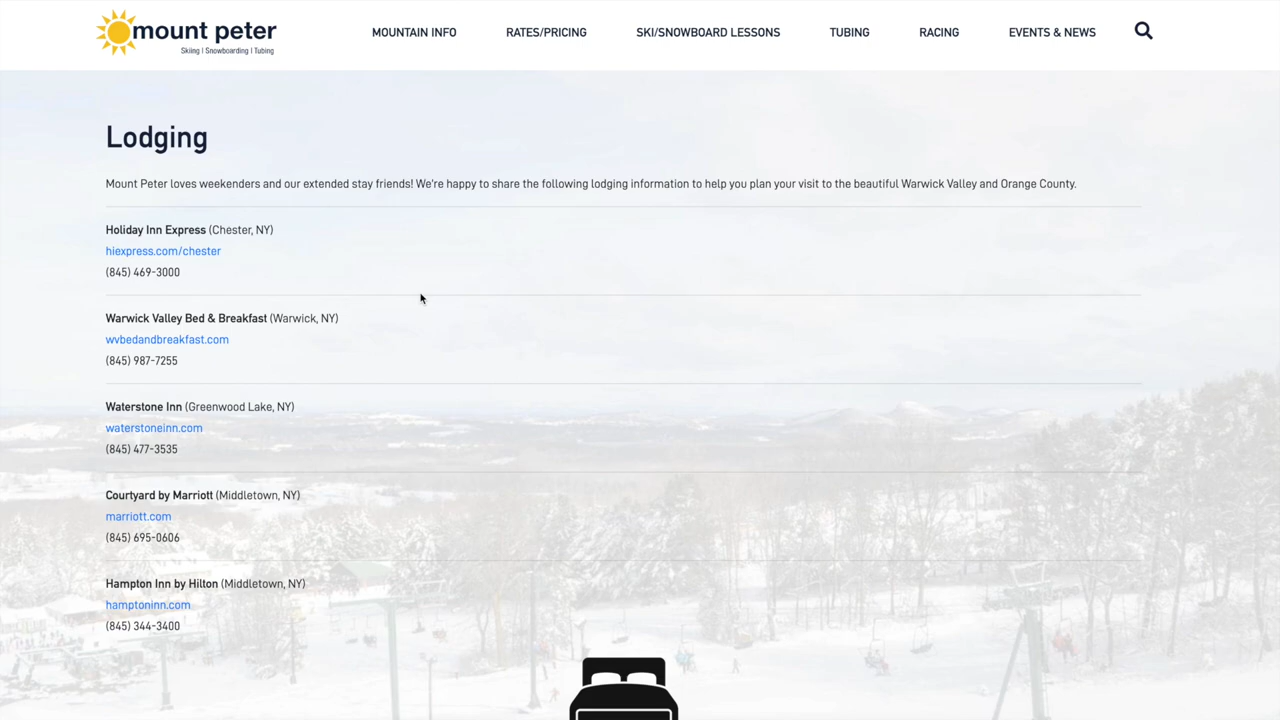 mount peter
Skiing | Snowboarding | Tubing
MOUNTAIN INFO
RATES/PRICING
SKI/SNOWBOARD LESSONS
TUBING
RACING
EVENTS & NEWS
Lodging
Mount Peter loves weekenders and our extended stay friends! We're happy to share the following lodging information to help you plan your visit to the beautiful Warwick Valley and Orange County.
Holiday Inn Express (Chester, NY)
hiexpress.com/chester
(845) 469-3000
Warwick Valley Bed & Breakfast (Warwick, NY)
wvbedandbreakfast.com
(845) 987-7255
Waterstone Inn (Greenwood Lake, NY)
waterstoneinn.com
(845) 477-3535
Courtyard by Marriott (Middletown, NY)
marriott.com
(845) 695-0606
Hampton Inn by Hilton (Middletown, NY)
hamptoninn.com
(845) 344-3400